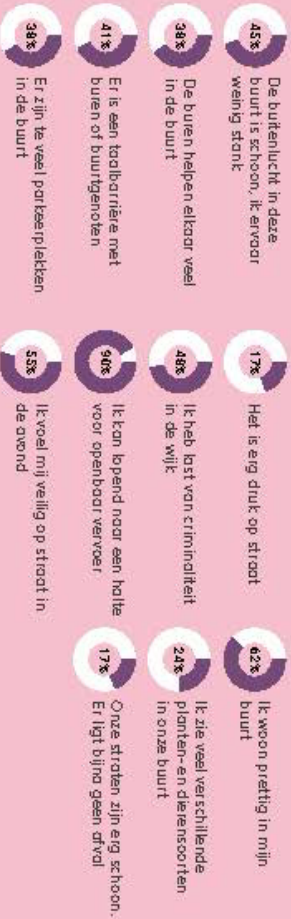 45%
De buitenlucht in deze
buurt is schoon, ik ervaar
weinig stank
38%
De buren helpen elkaar veel
in de buurt
41%
Er is een taalbarrière met
buren of buurtgenoten
38%
Er zijn te veel parkeerplekken
in de buurt
17%
Het is erg druk op straat
48%
Ik heb last van criminaliteit
in de wijk
90%
Ik kan lopend naar een halte
voor openbaar vervoer
55%
Ik voel mij veilig op straat in
de avond
62%
Ik woon prettig in mijn
buurt
24%
Ik zie veel verschillende
planten- en diersoorten
in onze buurt
17%
Onze straten zijn erg schoon.
Er ligt bijna geen afval